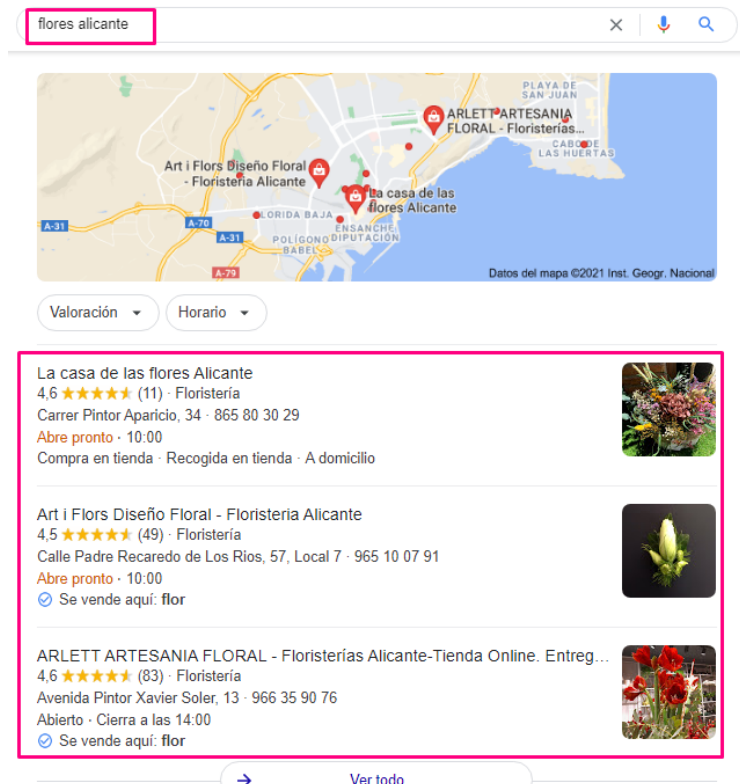 flores alicante
PLAYA DE
SAN JUAN
ARLETT ARTESANIA
FLORAL - Floristerías...
CABO DE
LAS HUERTAS
Art i Flors Diseño Floral
- Floristeria Alicante
La casa de las
flores Alicante
FLORIDA BAJA
A-31
A-70
A-31
ENSANCHE
DIPUTACIÓN
POLÍGONO
BABEL
A-79
Datos del mapa ©2021 Inst. Geogr. Nacional
Valoración
Horario
La casa de las flores Alicante
4,6 (11) · Floristería
Carrer Pintor Aparicio, 34 · 865 80 30 29
Abre pronto · 10:00
Compra en tienda · Recogida en tienda · A domicilio
Art i Flors Diseño Floral - Floristeria Alicante
4,5 (49) · Floristería
Calle Padre Recaredo de Los Rios, 57, Local 7 · 965 10 07 91
Abre pronto · 10:00
Se vende aquí: flor
ARLETT ARTESANIA FLORAL - Floristerías Alicante-Tienda Online. Entreg...
4,6 (83) · Floristería
Avenida Pintor Xavier Soler, 13 · 966 35 90 76
Abierto · Cierra a las 14:00
Se vende aquí: flor
Ver todo